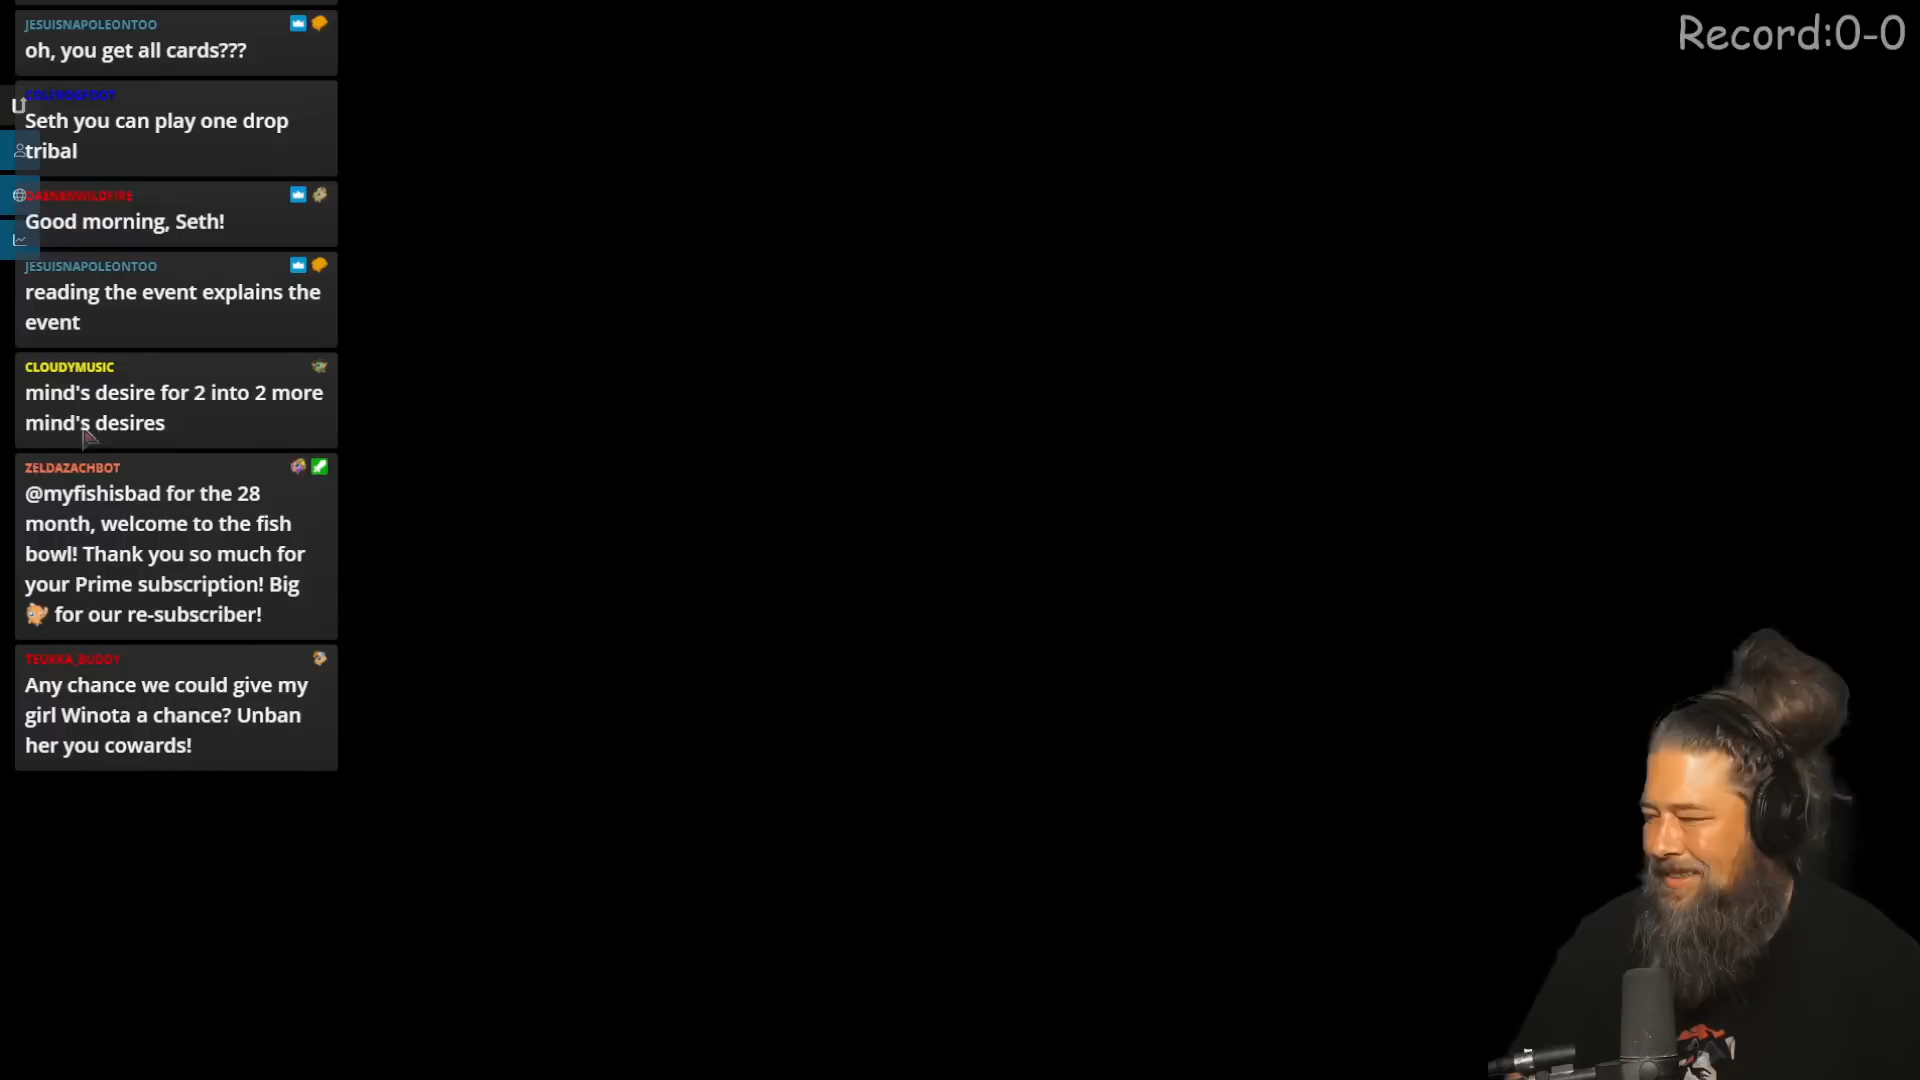 JESUISNAPOLEONTOO
oh, you get all cards???
Seth you can play one drop
tribal
DAENENWILDFIRE
Good morning, Seth!
JESUISNAPOLEONTOO
reading the event explains the
event
CLOUDYMUSIC
mind's desire for 2 into 2 more
mind's desires
ZELDAZACHBOT
@myfishisbad for the 28
month, welcome to the fish
bowl! Thank you so much for
your Prime subscription! Big
for our re-subscriber!
TEUKKA_BUDDY
Any chance we could give my
girl Winota a chance? Unban
her you cowards!
Record:0-0